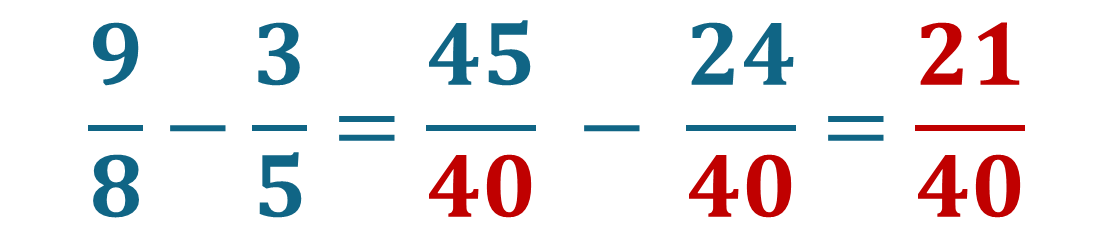 9/8 − 3/5 = 45/40 − 24/40 = 21/40